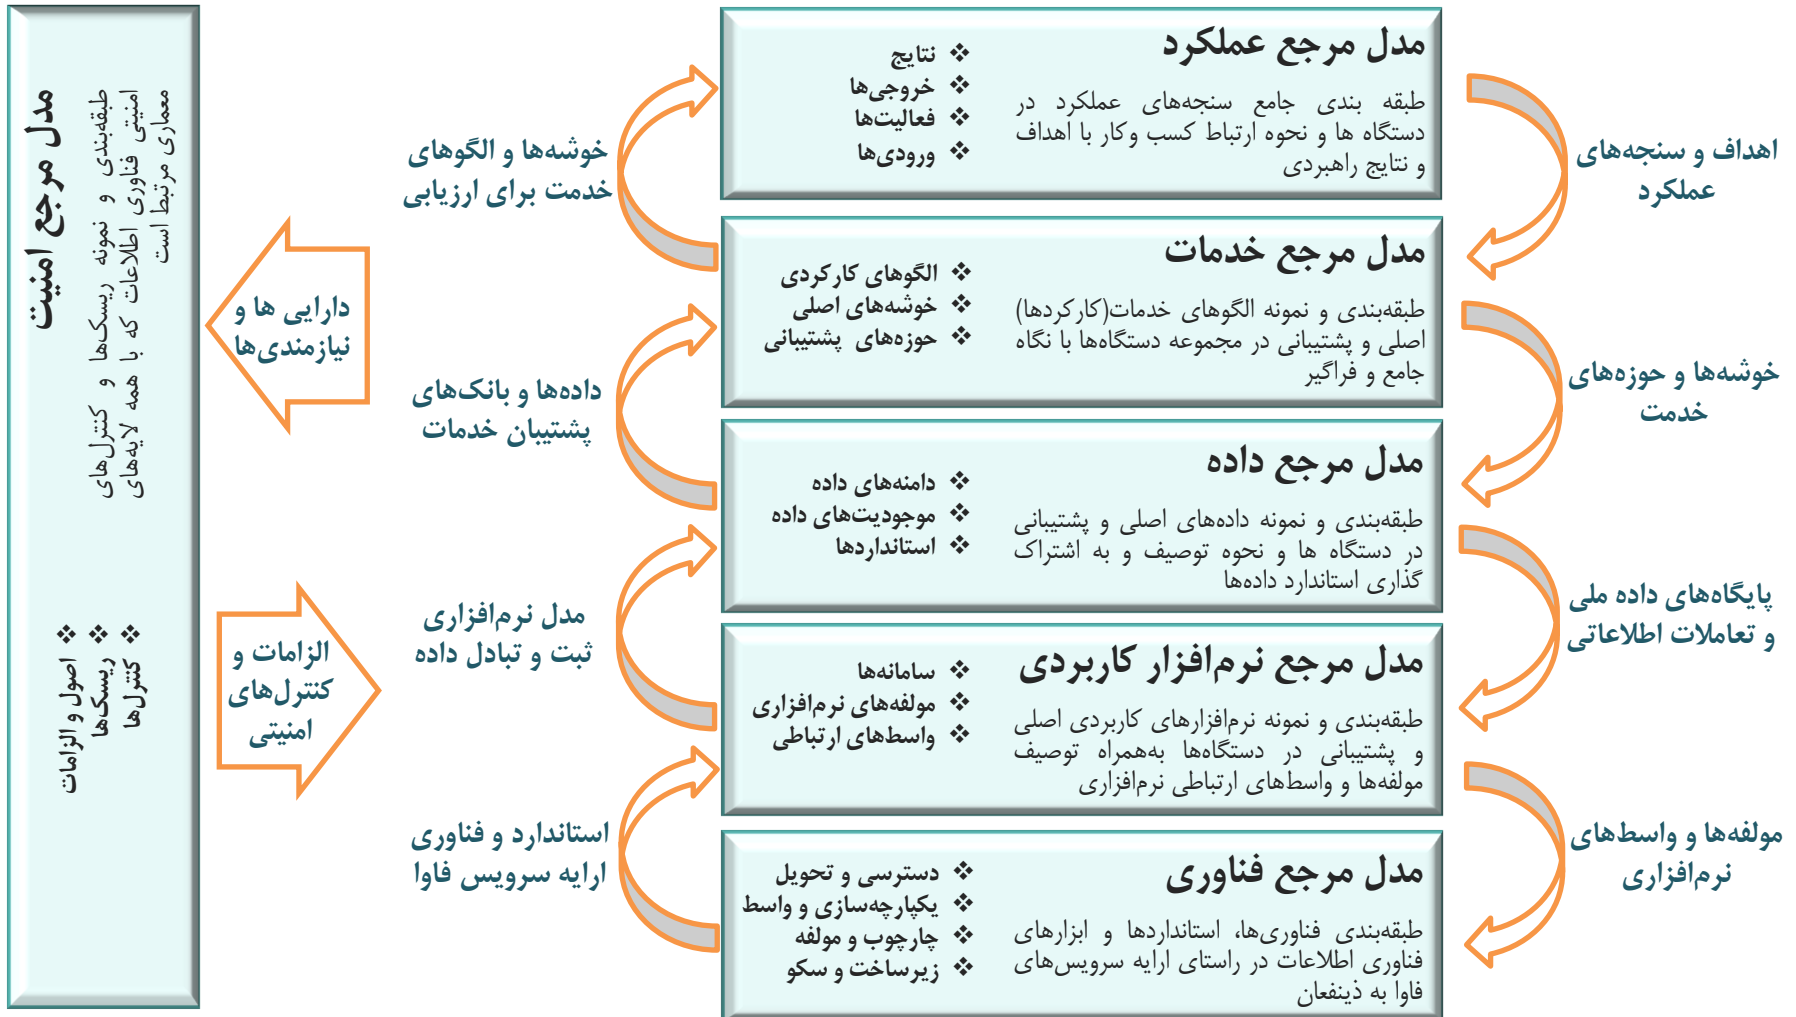 مدل مرجع عملکرد
طبقه بندی جامع سنجه‌های عملکرد در
دستگاه ها و نحوه ارتباط کسب وکار با اهداف
و نتایج راهبردی
❖ نتایج
❖ خروجی‌ها
❖ فعالیت‌ها
❖ ورودی‌ها
اهداف و سنجه‌های
عملکرد
خوشه‌ها و الگوهای
خدمت برای ارزیابی
مدل مرجع خدمات
طبقه‌بندی و نمونه الگوهای خدمات(کارکردها)
اصلی و پشتیبانی در مجموعه دستگاه‌ها با نگاه
جامع و فراگیر
❖ الگوهای کارکردی
❖ خوشه‌های اصلی
❖ حوزه‌های پشتیبانی
خوشه‌ها و حوزه‌های
خدمت
داده‌ها و بانک‌های
پشتیبان خدمات
مدل مرجع داده
طبقه‌بندی و نمونه داده‌های اصلی و پشتیبانی
در دستگاه ها و نحوه توصیف و به اشتراک
گذاری استاندارد داده‌ها
❖ دامنه‌های داده
❖ موجودیت‌های داده
❖ استانداردها
پایگاه‌های داده ملی
و تعاملات اطلاعاتی
مدل نرم‌افزاری
ثبت و تبادل داده
مدل مرجع نرم‌افزار کاربردی
طبقه‌بندی و نمونه نرم‌افزارهای کاربردی اصلی
و پشتیبانی در دستگاه‌ها به‌همراه توصیف
مولفه‌ها و واسط‌های ارتباطی نرم‌افزاری
❖ سامانه‌ها
❖ مولفه‌های نرم‌افزاری
❖ واسط‌های ارتباطی
مولفه‌ها و واسط‌های
نرم‌افزاری
استاندارد و فناوری
ارایه سرویس فاوا
مدل مرجع فناوری
طبقه‌بندی فناوری‌ها، استانداردها و ابزارهای
فناوری اطلاعات در راستای ارایه سرویس‌های
فاوا به ذینفعان
❖ دسترسی و تحویل
❖ یکپارچه‌سازی و واسط
❖ چارچوب و مولفه
❖ زیرساخت و سکو
دارایی ها و
نیازمندی‌ها
الزامات و
کنترل‌های
امنیتی
مدل مرجع امنیت
طبقه‌بندی و نمونه ریسک‌ها و کنترل‌های
امنیتی فناوری اطلاعات که با همه لایه‌های
معماری مرتبط است
❖ اصول و الزامات
❖ ریسک‌ها
❖ کنترل‌ها